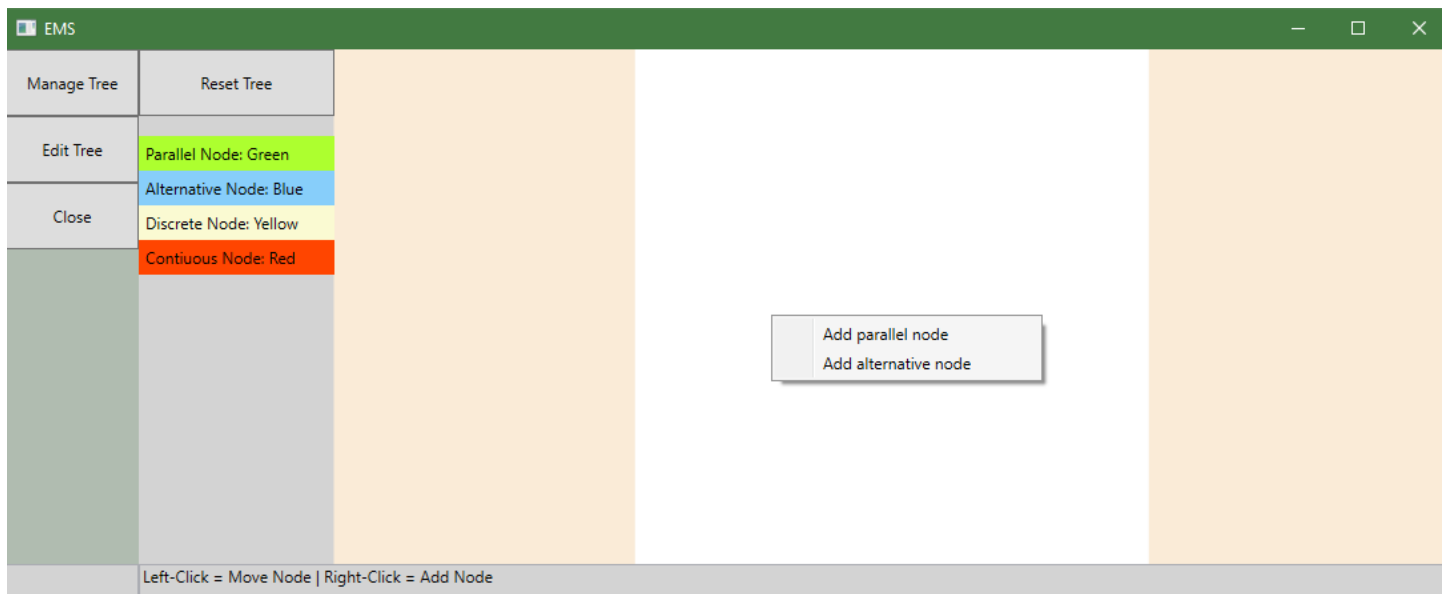 EMS
Manage Tree
Reset Tree
Edit Tree
Close
Parallel Node: Green
Alternative Node: Blue
Discrete Node: Yellow
Contiuous Node: Red
Add parallel node
Add alternative node
Left-Click = Move Node | Right-Click = Add Node